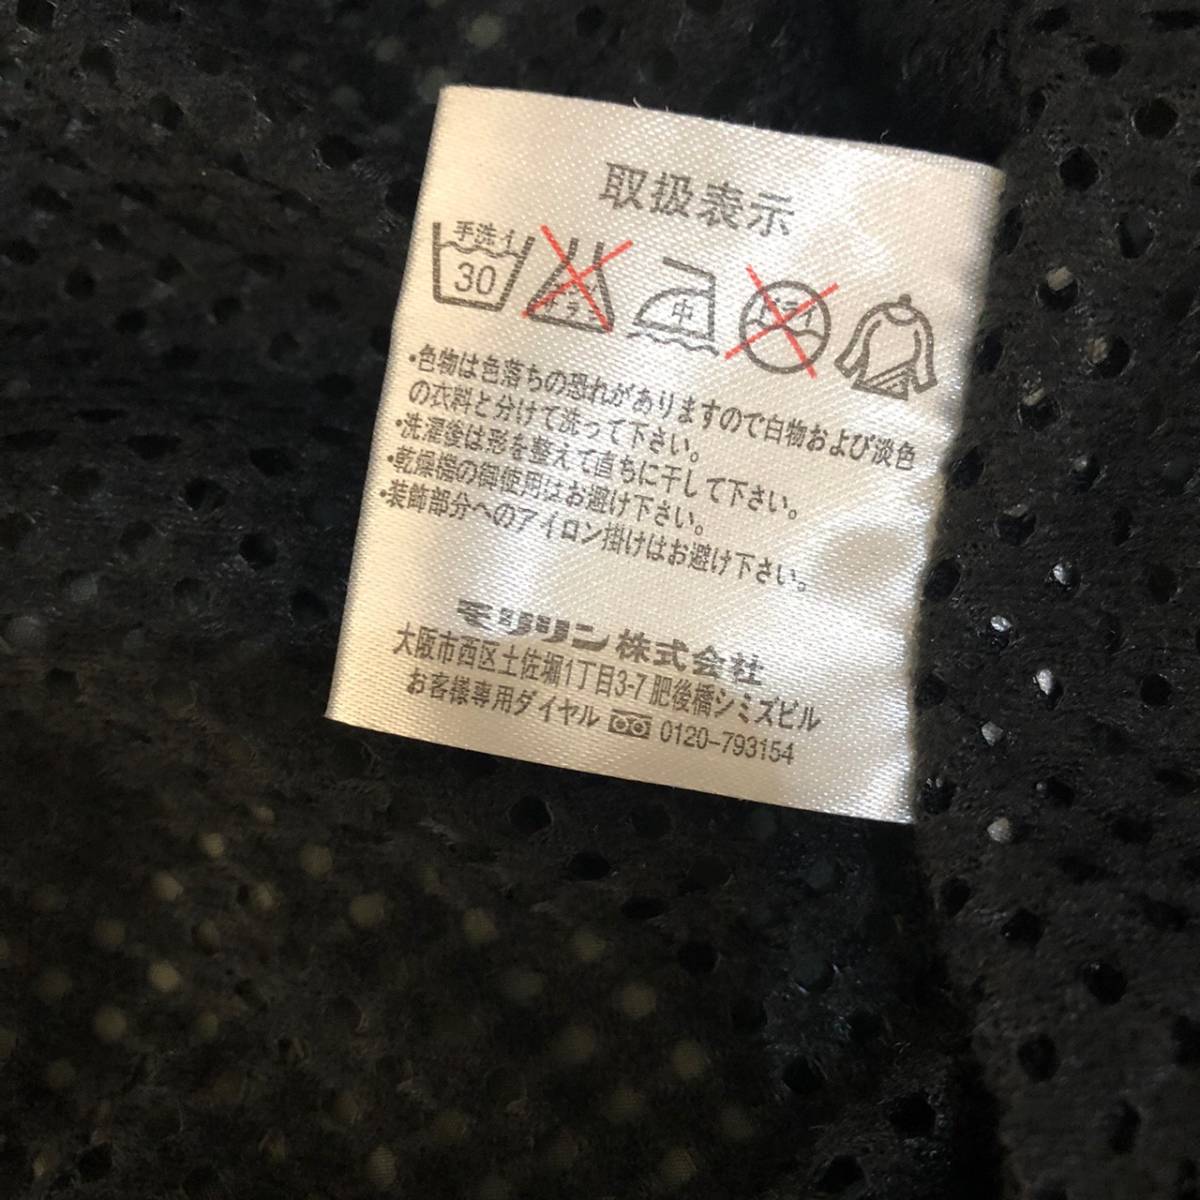 取扱表示
手洗イ 30 中 ドライ
・色物は色落ちの恐れがありますので白物および淡色
の衣料と分けて洗って下さい。
・洗濯後は形を整えて直ちに干して下さい。
・乾燥機の御使用はお避け下さい。
・装飾部分へのアイロン掛けはお避け下さい。
モリリン株式会社
大阪市西区土佐堀1丁目3-7 肥後橋シミズビル
お客様専用ダイヤル 0120-793154